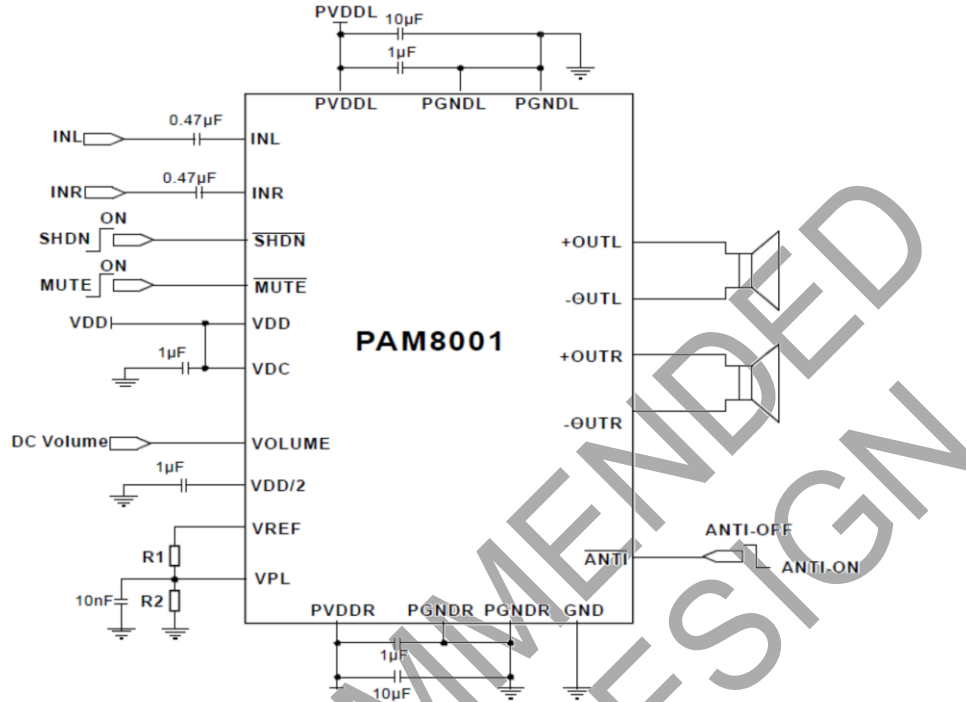 PVDDL
10µF
1µF
PVDDL PGNDL PGNDL
INL 0.47µF INL
INR 0.47µF INR
ON
SHDN SHDN
ON
MUTE MUTE
VDD VDD
1µF VDC
DC Volume VOLUME
1µF VDD/2
VREF
R1
VPL
10nF R2
PAM8001
+OUTL
-OUTL
+OUTR
-OUTR
ANTI
ANTI-OFF
ANTI-ON
PVDDR PGNDR PGNDR GND
1µF
10µF
MMENDED
ESIGN